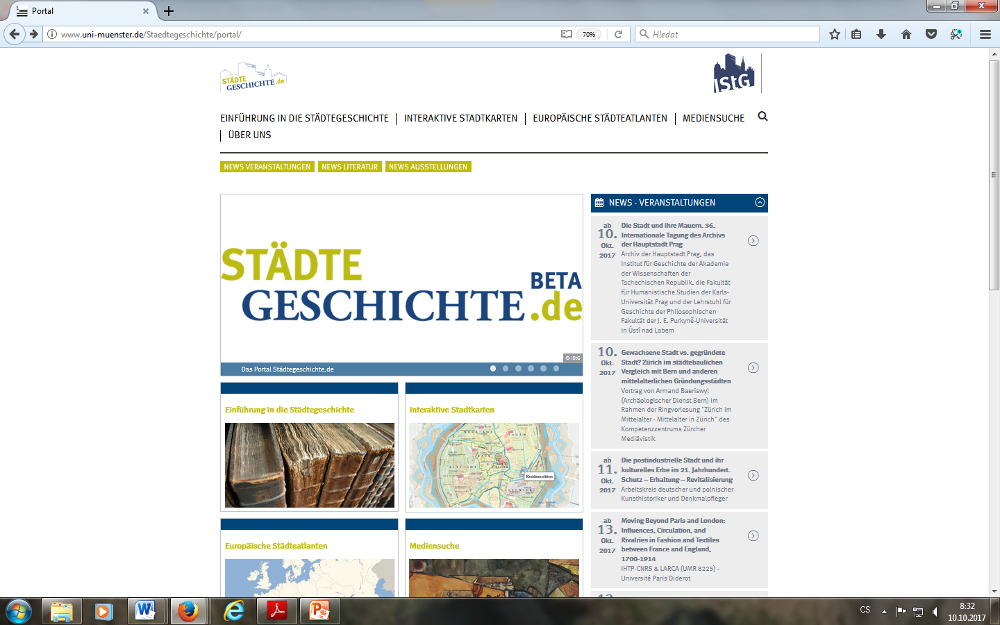 Portal
www.uni-muenster.de/Staedtegeschichte/portal/
70%
Hledat
STÄDTE
GESCHICHTE.de
IStG
EINFÜHRUNG IN DIE STÄDTEGESCHICHTE
INTERAKTIVE STADTKARTEN
EUROPÄISCHE STÄDTEATLANTEN
MEDIENSUCHE
ÜBER UNS
NEWS VERANSTALTUNGEN
NEWS LITERATUR
NEWS AUSSTELLUNGEN
STÄDTE
BETA
GESCHICHTE.de
© IStG
Das Portal Städtegeschichte.de
Einführung in die Städtegeschichte
Interaktive Stadtkarten
Residenzschloss
Europäische Städteatlanten
Mediensuche
NEWS - VERANSTALTUNGEN
ab
10.
Okt.
2017
Die Stadt und ihre Mauern. 36.
Internationale Tagung des Archivs
der Hauptstadt Prag
Archiv der Hauptstadt Prag, das
Institut für Geschichte der Akademie
der Wissenschaften der
Tschechischen Republik, die Fakultät
für Humanistische Studien der Karls-
Universität Prag und der Lehrstuhl für
Geschichte der Philosophischen
Fakultät der J. E. Purkyně-Universität
in Ústí nad Labem
10.
Okt.
2017
Gewachsene Stadt vs. gegründete
Stadt? Zürich im städtebaulichen
Vergleich mit Bern und anderen
mittelalterlichen Gründungsstädten
Vortrag von Armand Baeriswyl
(Archäologischer Dienst Bern) im
Rahmen der Ringvorlesung "Zürich im
Mittelalter - Mittelalter in Zürich" des
Kompetenzzentrums Zürcher
Mediävistik
ab
11.
Okt.
2017
Die postindustrielle Stadt und ihr
kulturelles Erbe im 21. Jahrhundert.
Schutz – Erhaltung – Revitalisierung
Arbeitskreis deutscher und polnischer
Kunsthistoriker und Denkmalpfleger
ab
13.
Okt.
2017
Moving Beyond Paris and London:
Influences, Circulation, and
Rivalries in Fashion and Textiles
between France and England,
1700-1914
IHTP-CNRS & LARCA (UMR 8225) -
Université Paris Diderot
CS
8:32
10.10.2017